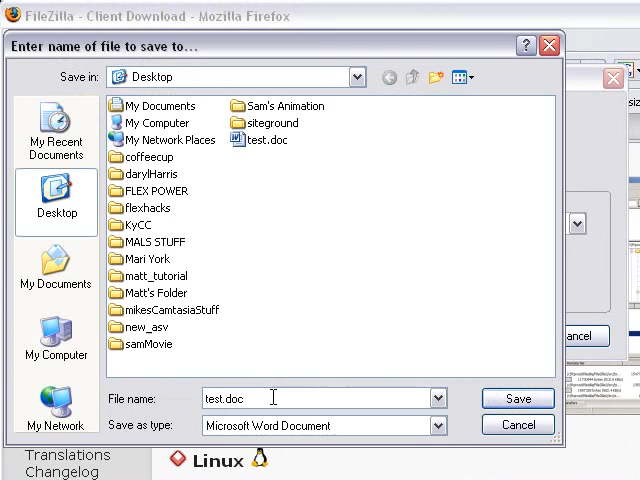 FileZilla - Client Download - Mozilla Firefox
Enter name of file to save to...
Save in: Desktop
My Recent Documents
Desktop
My Documents
My Computer
My Network
My Documents
My Computer
My Network Places
coffeecup
darylHarris
FLEX POWER
flexhacks
KyCC
MALS STUFF
Mari York
matt_tutorial
Matt's Folder
mikesCamtasiaStuff
new_asv
samMovie
Sam's Animation
siteground
test.doc
File name: test.doc Save
Save as type: Microsoft Word Document Cancel
ancel
Translations
Changelog
Linux